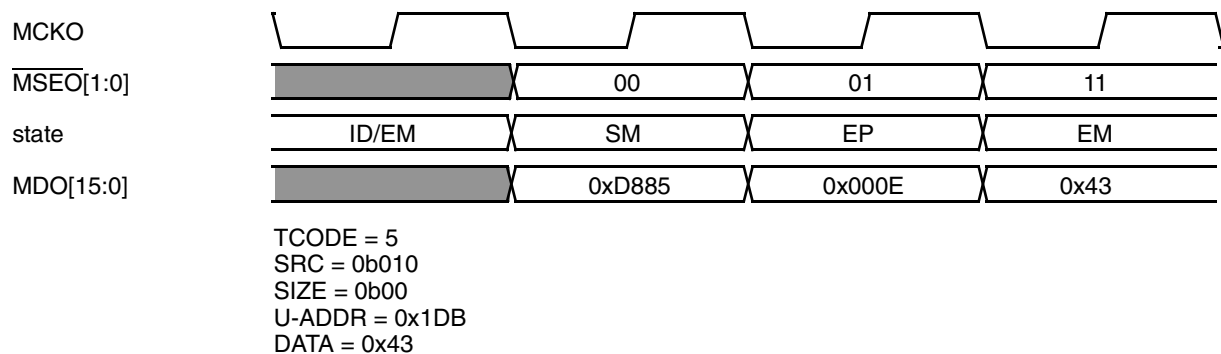 MCKO
MSEO[1:0] 00 01 11
state ID/EM SM EP EM
MDO[15:0] 0xD885 0x000E 0x43
TCODE = 5
SRC = 0b010
SIZE = 0b00
U-ADDR = 0x1DB
DATA = 0x43